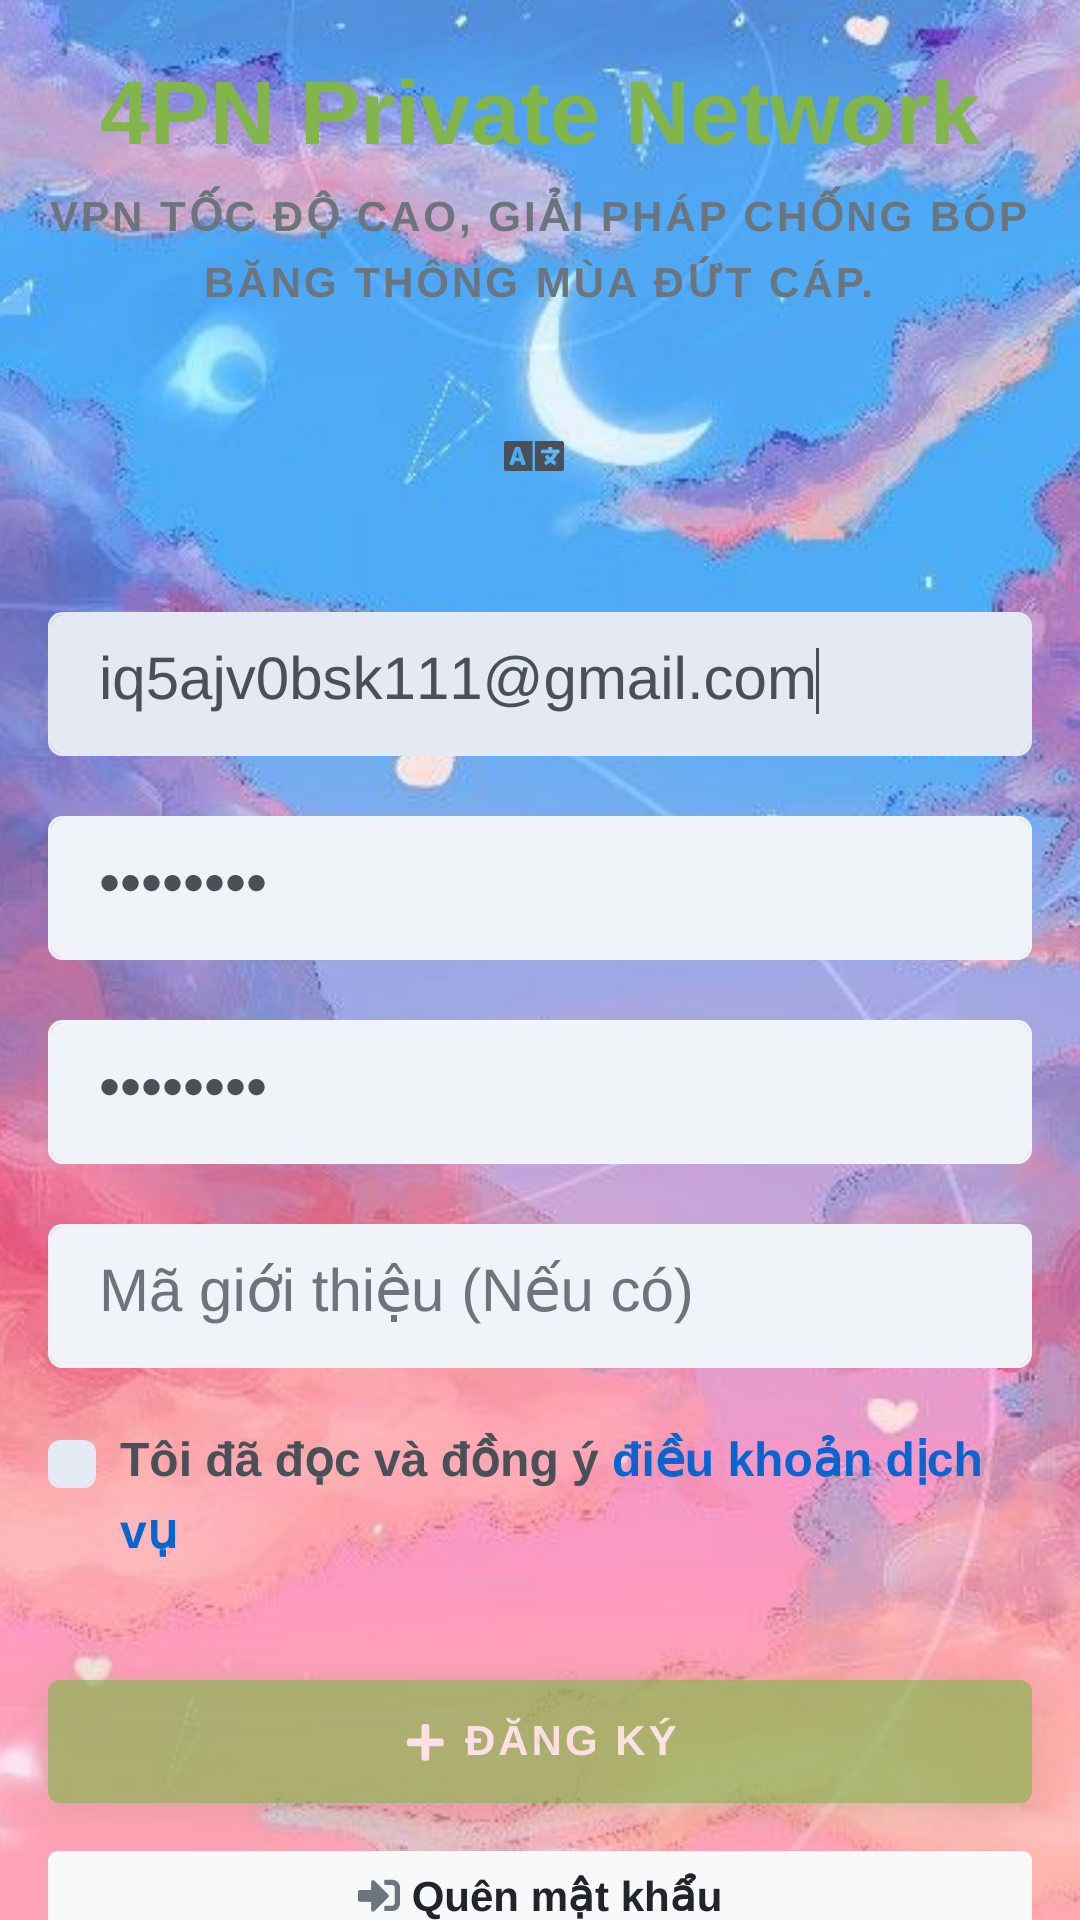 4PN Private Network
VPN TỐC ĐỘ CAO, GIẢI PHÁP CHỐNG BÓP
BĂNG THÔNG MÙA ĐỨT CÁP.
A 文
iq5ajv0bsk111@gmail.com
••••••••
••••••••
Mã giới thiệu (Nếu có)
Tôi đã đọc và đồng ý điều khoản dịch
vụ
ĐĂNG KÝ
Quên mật khẩu